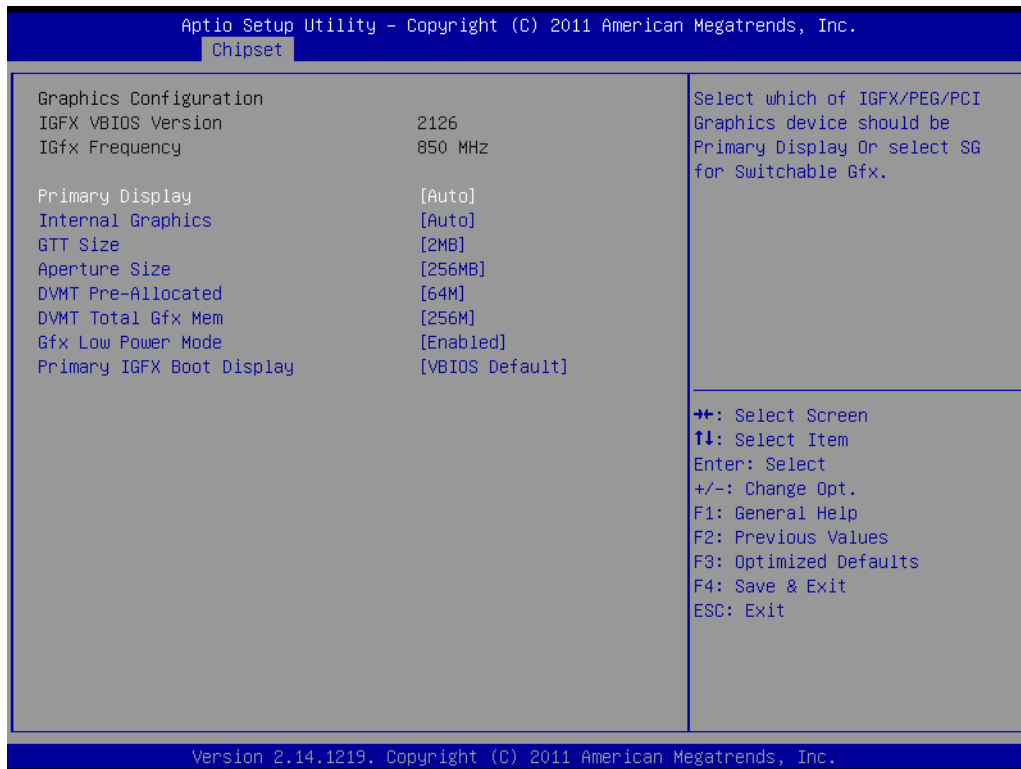 Aptio Setup Utility – Copyright (C) 2011 American Megatrends, Inc.
Chipset
Graphics Configuration
IGFX VBIOS Version 2126
IGfx Frequency 850 MHz
Primary Display [Auto]
Internal Graphics [Auto]
GTT Size [2MB]
Aperture Size [256MB]
DVMT Pre-Allocated [64M]
DVMT Total Gfx Mem [256M]
Gfx Low Power Mode [Enabled]
Primary IGFX Boot Display [VBIOS Default]
Select which of IGFX/PEG/PCI
Graphics device should be
Primary Display Or select SG
for Switchable Gfx.
→←: Select Screen
↑↓: Select Item
Enter: Select
+/-: Change Opt.
F1: General Help
F2: Previous Values
F3: Optimized Defaults
F4: Save & Exit
ESC: Exit
Version 2.14.1219. Copyright (C) 2011 American Megatrends, Inc.